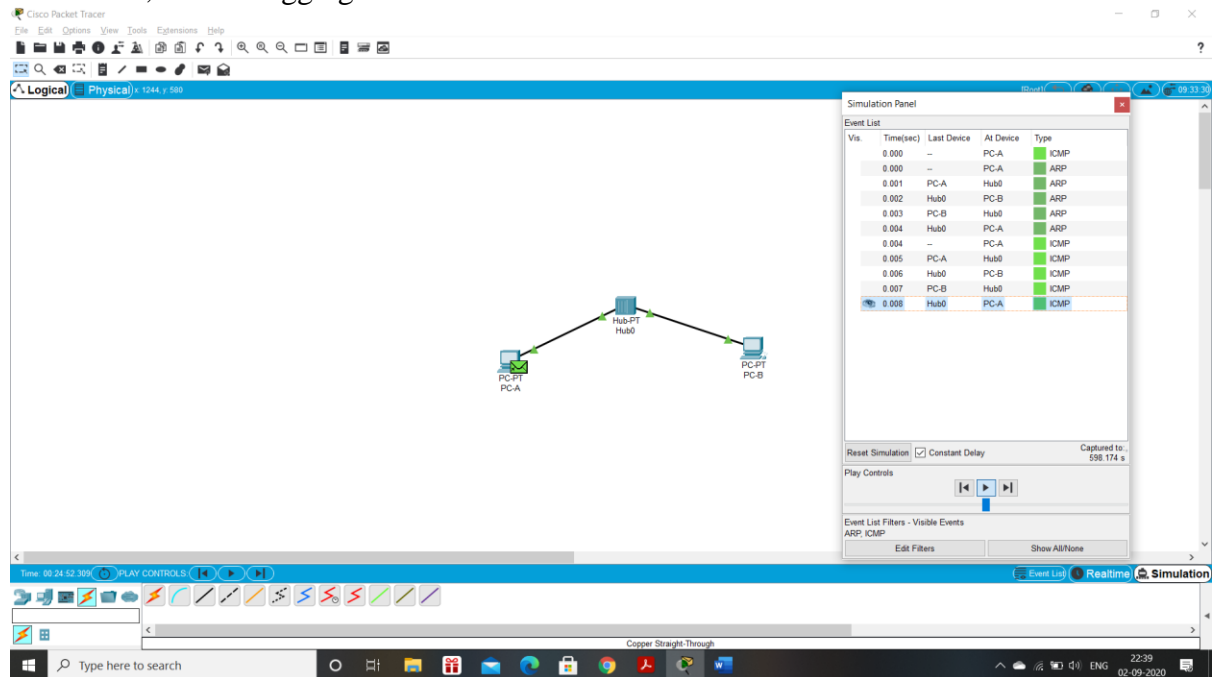 Cisco Packet Tracer
File Edit Options View Tools Extensions Help
?
Logical Physical x: 1244, y: 580 [Root] 09:33:30
Simulation Panel
Event List
Vis. Time(sec) Last Device At Device Type
0.000 -- PC-A ICMP
0.000 -- PC-A ARP
0.001 PC-A Hub0 ARP
0.002 Hub0 PC-B ARP
0.003 PC-B Hub0 ARP
0.004 Hub0 PC-A ARP
0.004 -- PC-A ICMP
0.005 PC-A Hub0 ICMP
0.006 Hub0 PC-B ICMP
0.007 PC-B Hub0 ICMP
0.008 Hub0 PC-A ICMP
Hub-PT
Hub0
PC-PT
PC-A
PC-PT
PC-B
Reset Simulation Constant Delay Captured to:
598.174 s
Play Controls
Event List Filters - Visible Events
ARP, ICMP
Edit Filters Show All/None
Time: 00:24:52.309 PLAY CONTROLS: Event List Realtime Simulation
Copper Straight-Through
Type here to search
ENG 22:39
02-09-2020